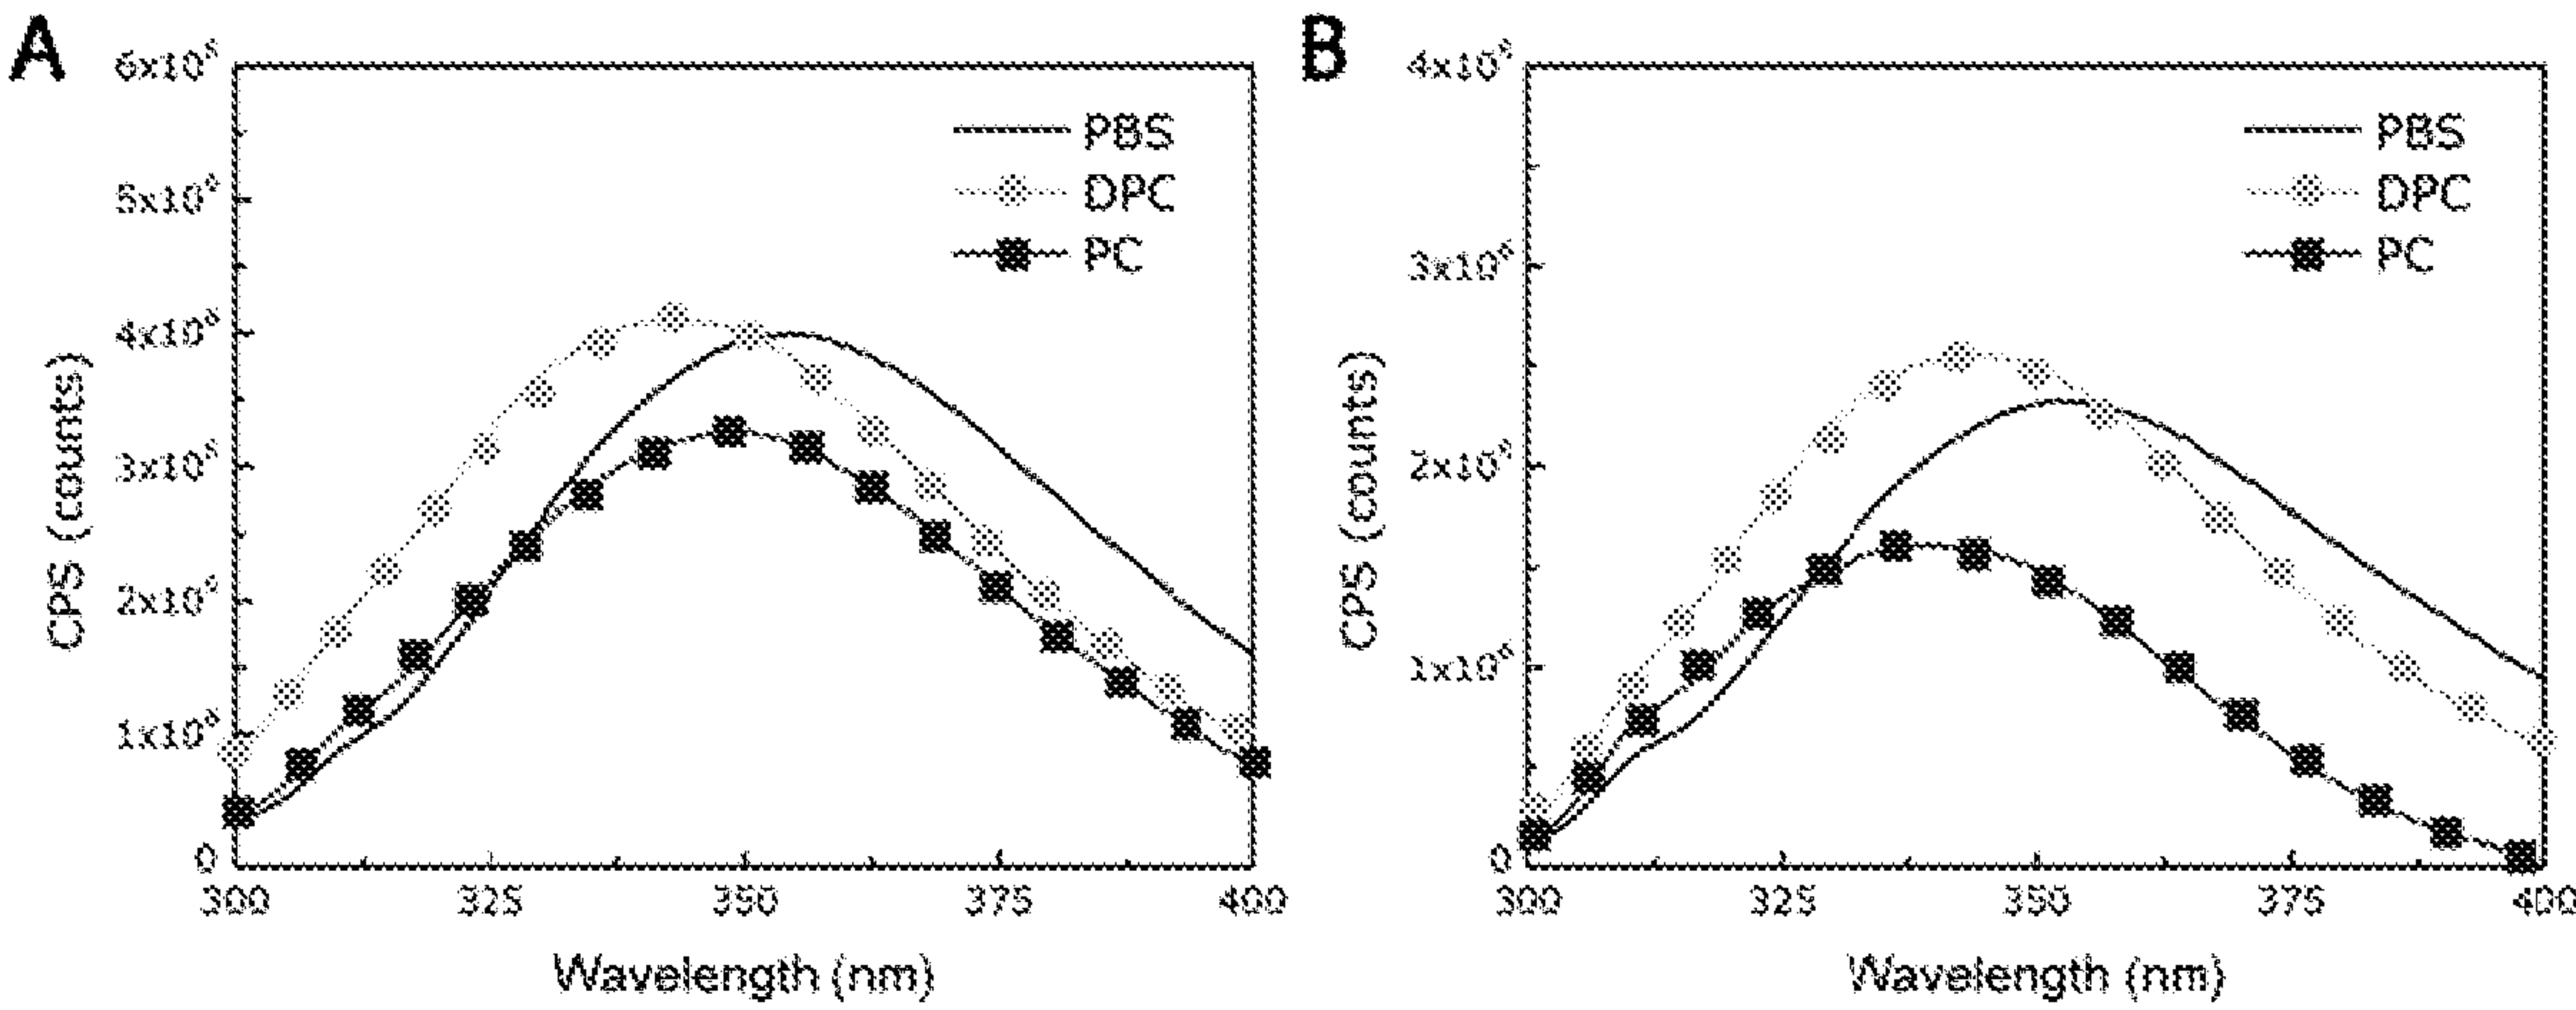 A
6x10⁶
5x10⁶
4x10⁶
3x10⁶
2x10⁶
1x10⁶
0
CPS (counts)
300 325 350 375 400
Wavelength (nm)
PBS
DPC
PC
B
4x10⁶
3x10⁶
2x10⁶
1x10⁶
0
CPS (counts)
300 325 350 375 400
Wavelength (nm)
PBS
DPC
PC